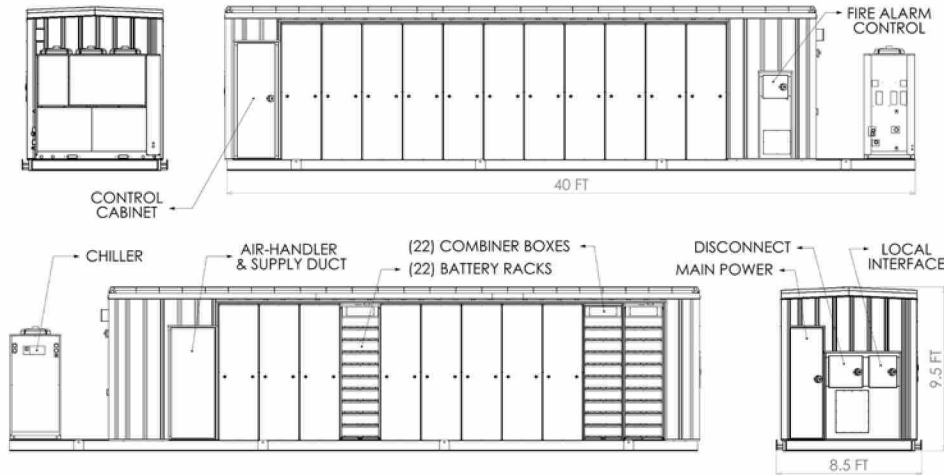 FIRE ALARM
CONTROL
40 FT
CONTROL
CABINET
CHILLER
AIR-HANDLER
& SUPPLY DUCT
(22) COMBINER BOXES
(22) BATTERY RACKS
DISCONNECT
MAIN POWER
LOCAL
INTERFACE
9.5 FT
8.5 FT